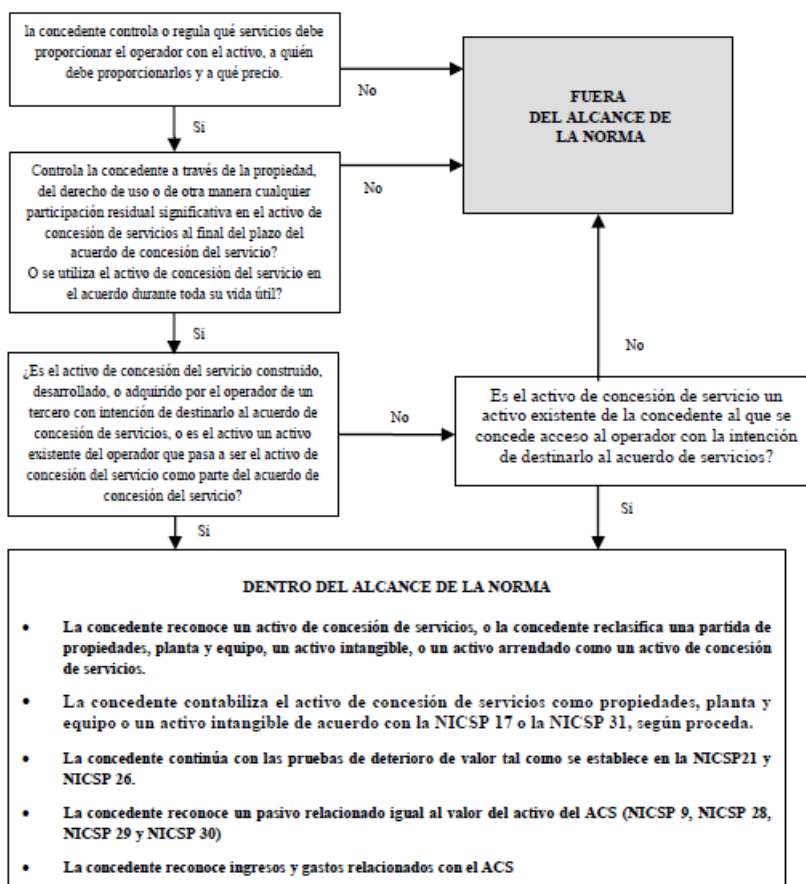 la concedente controla o regula qué servicios debe
proporcionar el operador con el activo, a quién
debe proporcionarlos y a qué precio.
No
FUERA
DEL ALCANCE DE
LA NORMA
Si
Controla la concedente a través de la propiedad,
del derecho de uso o de otra manera cualquier
participación residual significativa en el activo de
concesión de servicios al final del plazo del
acuerdo de concesión del servicio?
O se utiliza el activo de concesión del servicio en
el acuerdo durante toda su vida útil?
No
Si
No
¿Es el activo de concesión del servicio construido,
desarrollado, o adquirido por el operador de un
tercero con intención de destinarlo al acuerdo de
concesión de servicios, o es el activo un activo
existente del operador que pasa a ser el activo de
concesión del servicio como parte del acuerdo de
concesión del servicio?
No
Es el activo de concesión de servicio un
activo existente de la concedente al que se
concede acceso al operador con la intención
de destinarlo al acuerdo de servicios?
Si
Si
DENTRO DEL ALCANCE DE LA NORMA
• La concedente reconoce un activo de concesión de servicios, o la concedente reclasifica una partida de
propiedades, planta y equipo, un activo intangible, o un activo arrendado como un activo de concesión
de servicios.
• La concedente contabiliza el activo de concesión de servicios como propiedades, planta y
equipo o un activo intangible de acuerdo con la NICSP 17 o la NICSP 31, según proceda.
• La concedente continúa con las pruebas de deterioro de valor tal como se establece en la NICSP21 y
NICSP 26.
• La concedente reconoce un pasivo relacionado igual al valor del activo del ACS (NICSP 9, NICSP 28,
NICSP 29 y NICSP 30)
• La concedente reconoce ingresos y gastos relacionados con el ACS